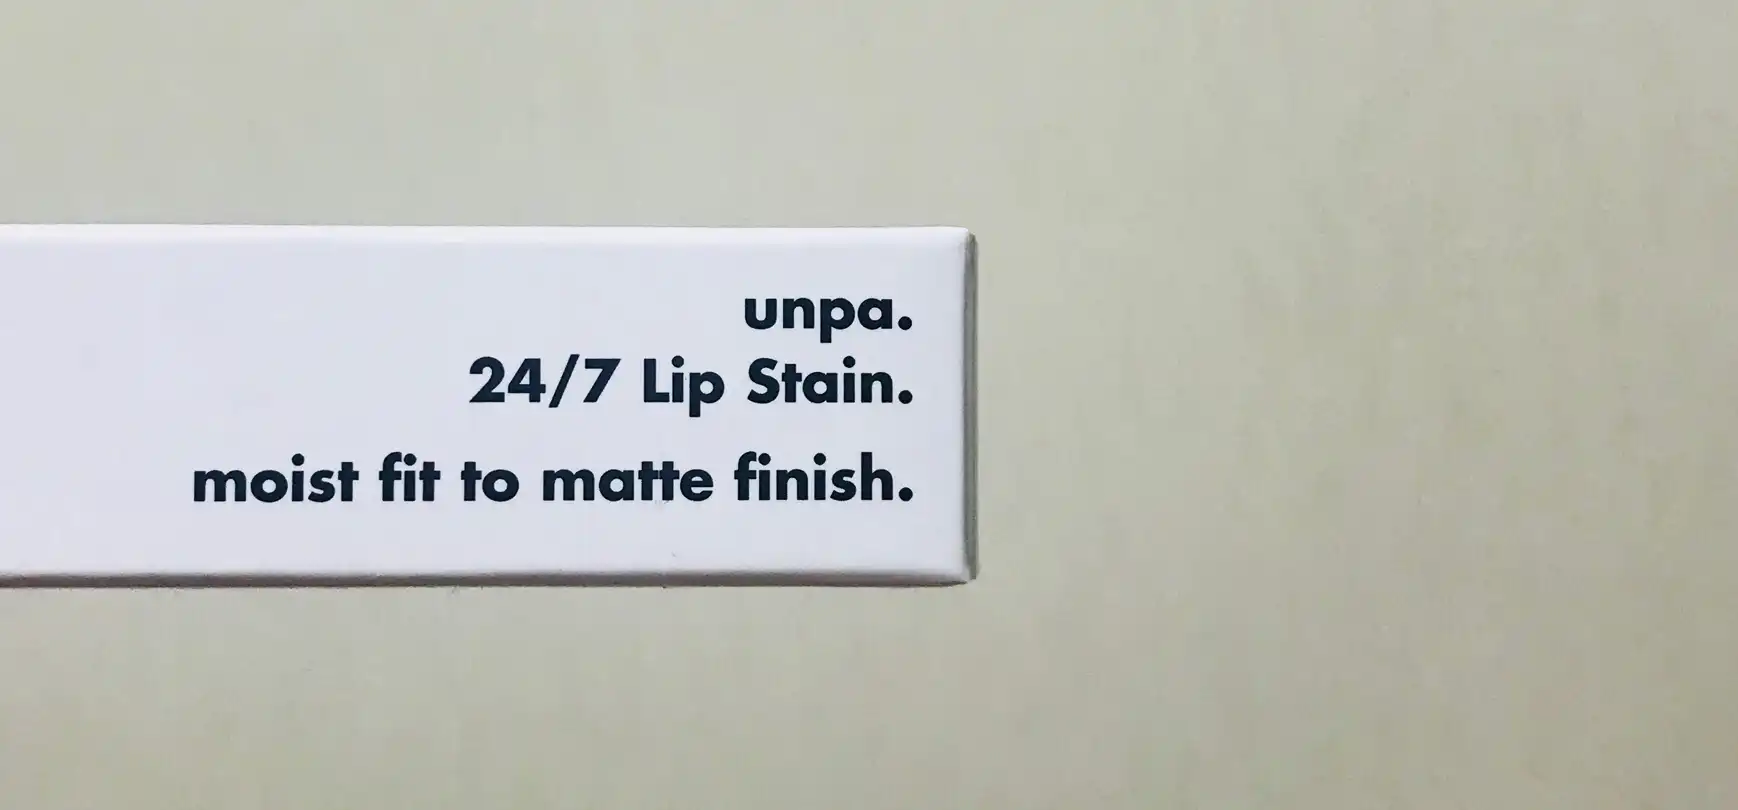 unpa.
24/7 Lip Stain.
moist fit to matte finish.